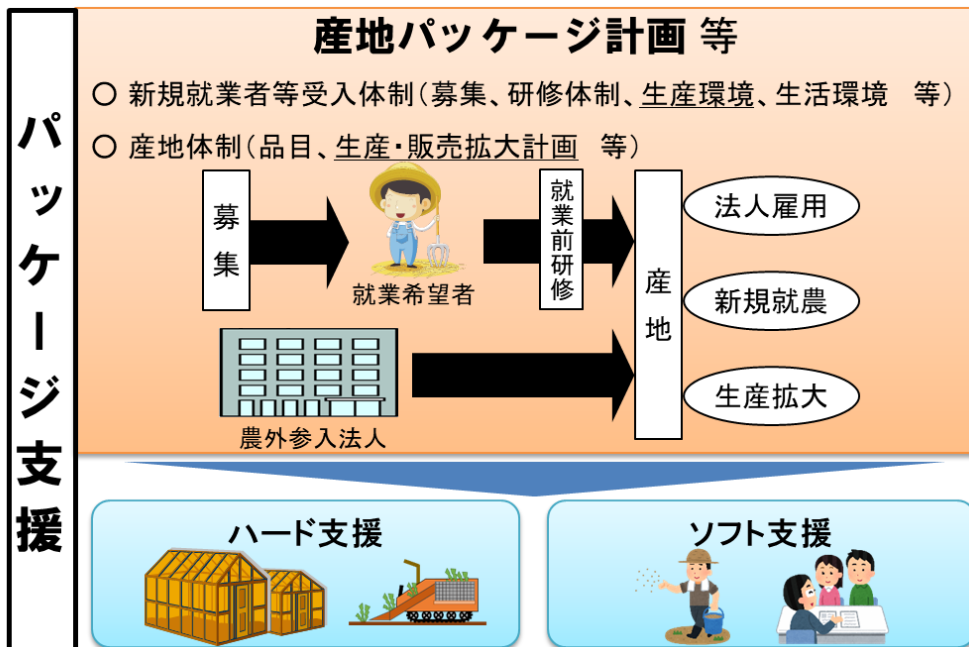 パッケージ支援
産地パッケージ計画 等
○ 新規就業者等受入体制(募集、研修体制、生産環境、生活環境 等)
○ 産地体制(品目、生産・販売拡大計画 等)
募集
就業希望者
就業前研修
産地
法人雇用
新規就農
生産拡大
農外参入法人
ハード支援
ソフト支援